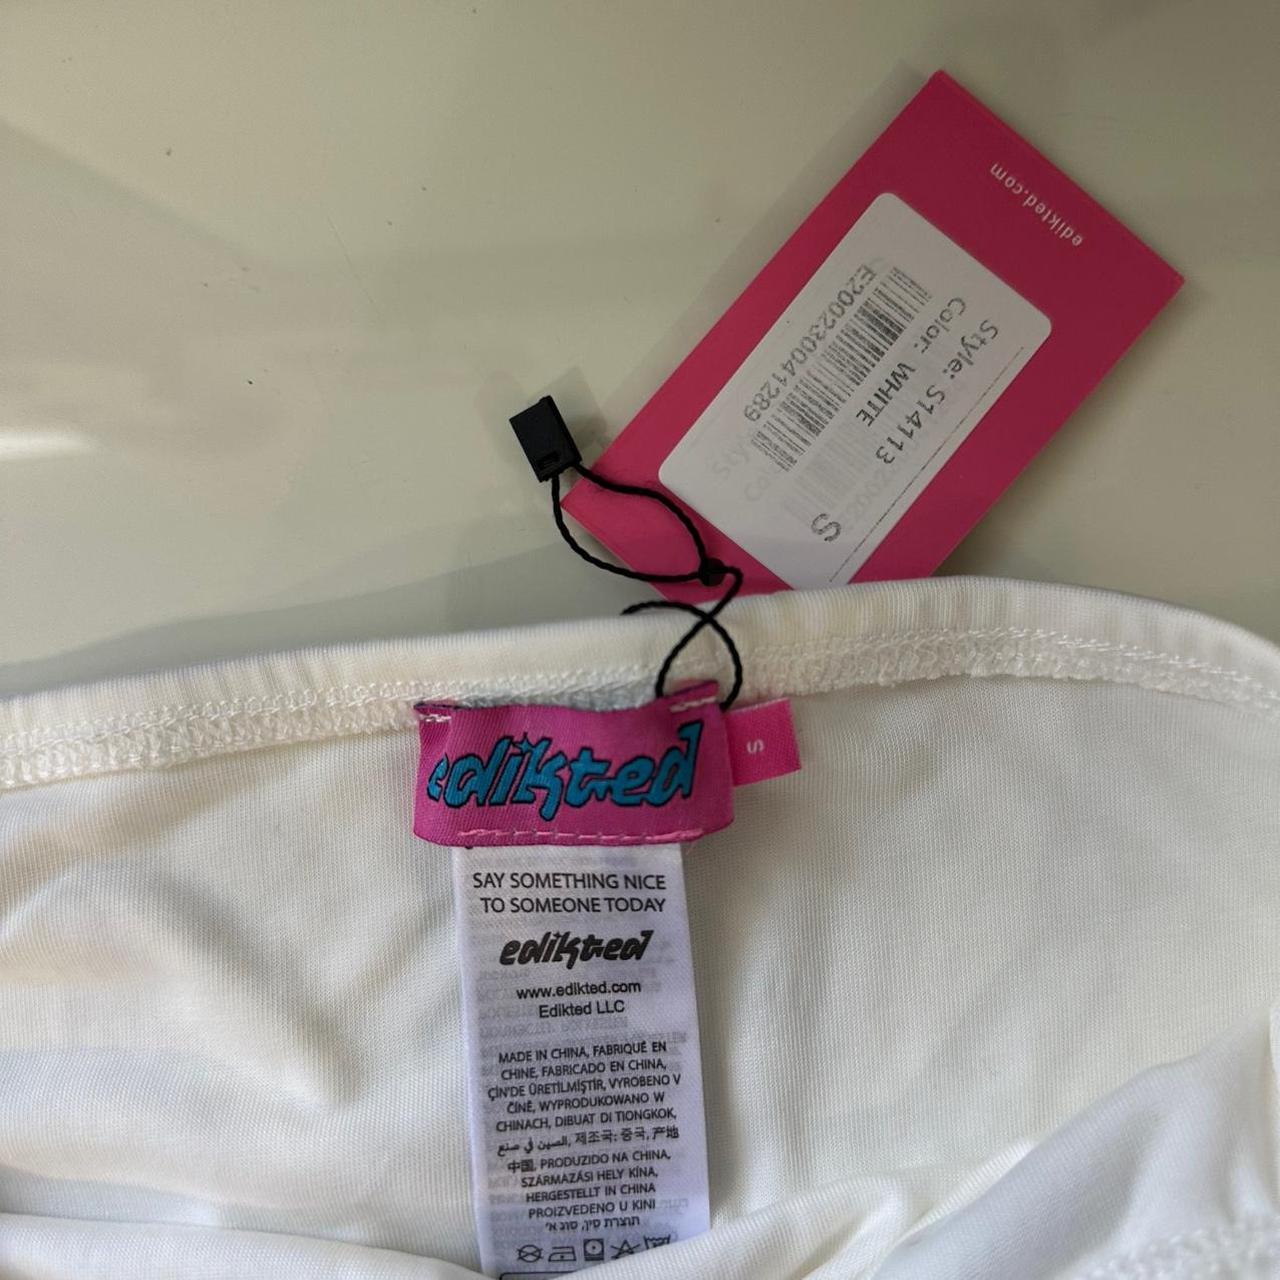 edikted.com
Style: S14113
Color: WHITE
E200230041289
S
edikted
S
SAY SOMETHING NICE
TO SOMEONE TODAY
edikted
www.edikted.com
Edikted LLC
MADE IN CHINA, FABRIQUÉ EN
CHINE, FABRICADO EN CHINA,
ÇİN'DE ÜRETİLMİŞTİR, VYROBENO V
ČÍNĚ, WYPRODUKOWANO W
CHINACH, DIBUAT DI TIONGKOK,
الصين في صنع, 제조국: 중국, 产地
中国, PRODUZIDO NA CHINA,
SZÁRMAZÁSI HELY KÍNA,
HERGESTELLT IN CHINA
PROIZVEDENO U KINI
תוצרת סין, סוג א'